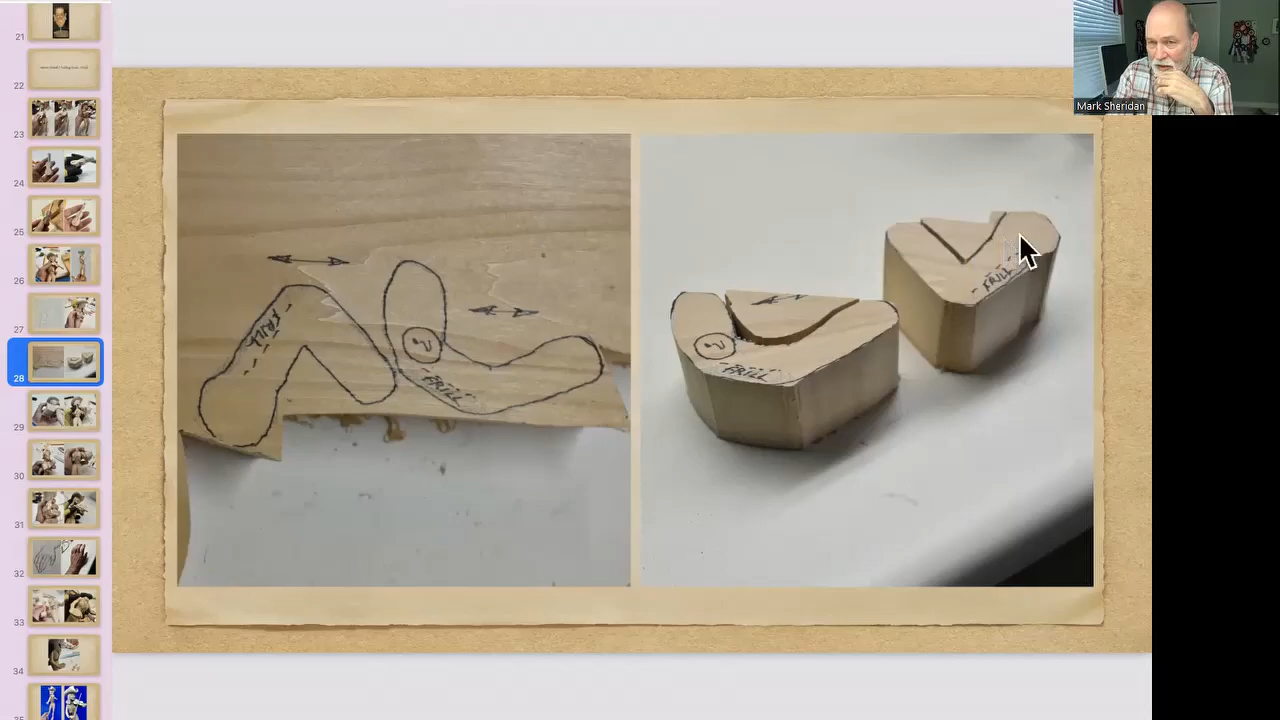 21
22
23
24
25
26
27
28
29
30
31
32
33
34
Mark Sheridan
FRILL
FRILL
FRILL
FRILL